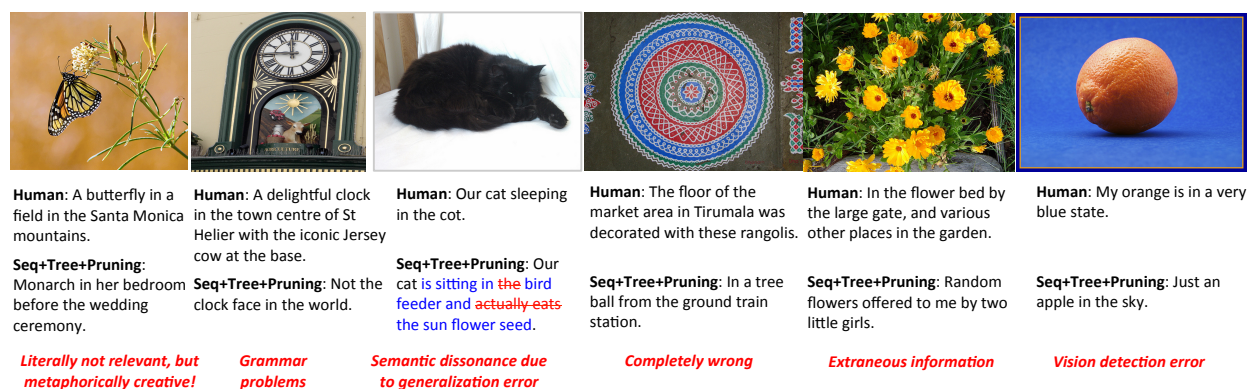 Human: A butterfly in a
field in the Santa Monica
mountains.
Seq+Tree+Pruning:
Monarch in her bedroom
before the wedding
ceremony.
Literally not relevant, but
metaphorically creative!
Human: A delightful clock
in the town centre of St
Helier with the iconic Jersey
cow at the base.
Seq+Tree+Pruning: Not the
clock face in the world.
Grammar
problems
Human: Our cat sleeping
in the cot.
Seq+Tree+Pruning: Our
cat is sitting in the bird
feeder and actually eats
the sun flower seed.
Semantic dissonance due
to generalization error
Human: The floor of the
market area in Tirumala was
decorated with these rangolis.
Seq+Tree+Pruning: In a tree
ball from the ground train
station.
Completely wrong
Human: In the flower bed by
the large gate, and various
other places in the garden.
Seq+Tree+Pruning: Random
flowers offered to me by two
little girls.
Extraneous information
Human: My orange is in a very
blue state.
Seq+Tree+Pruning: Just an
apple in the sky.
Vision detection error